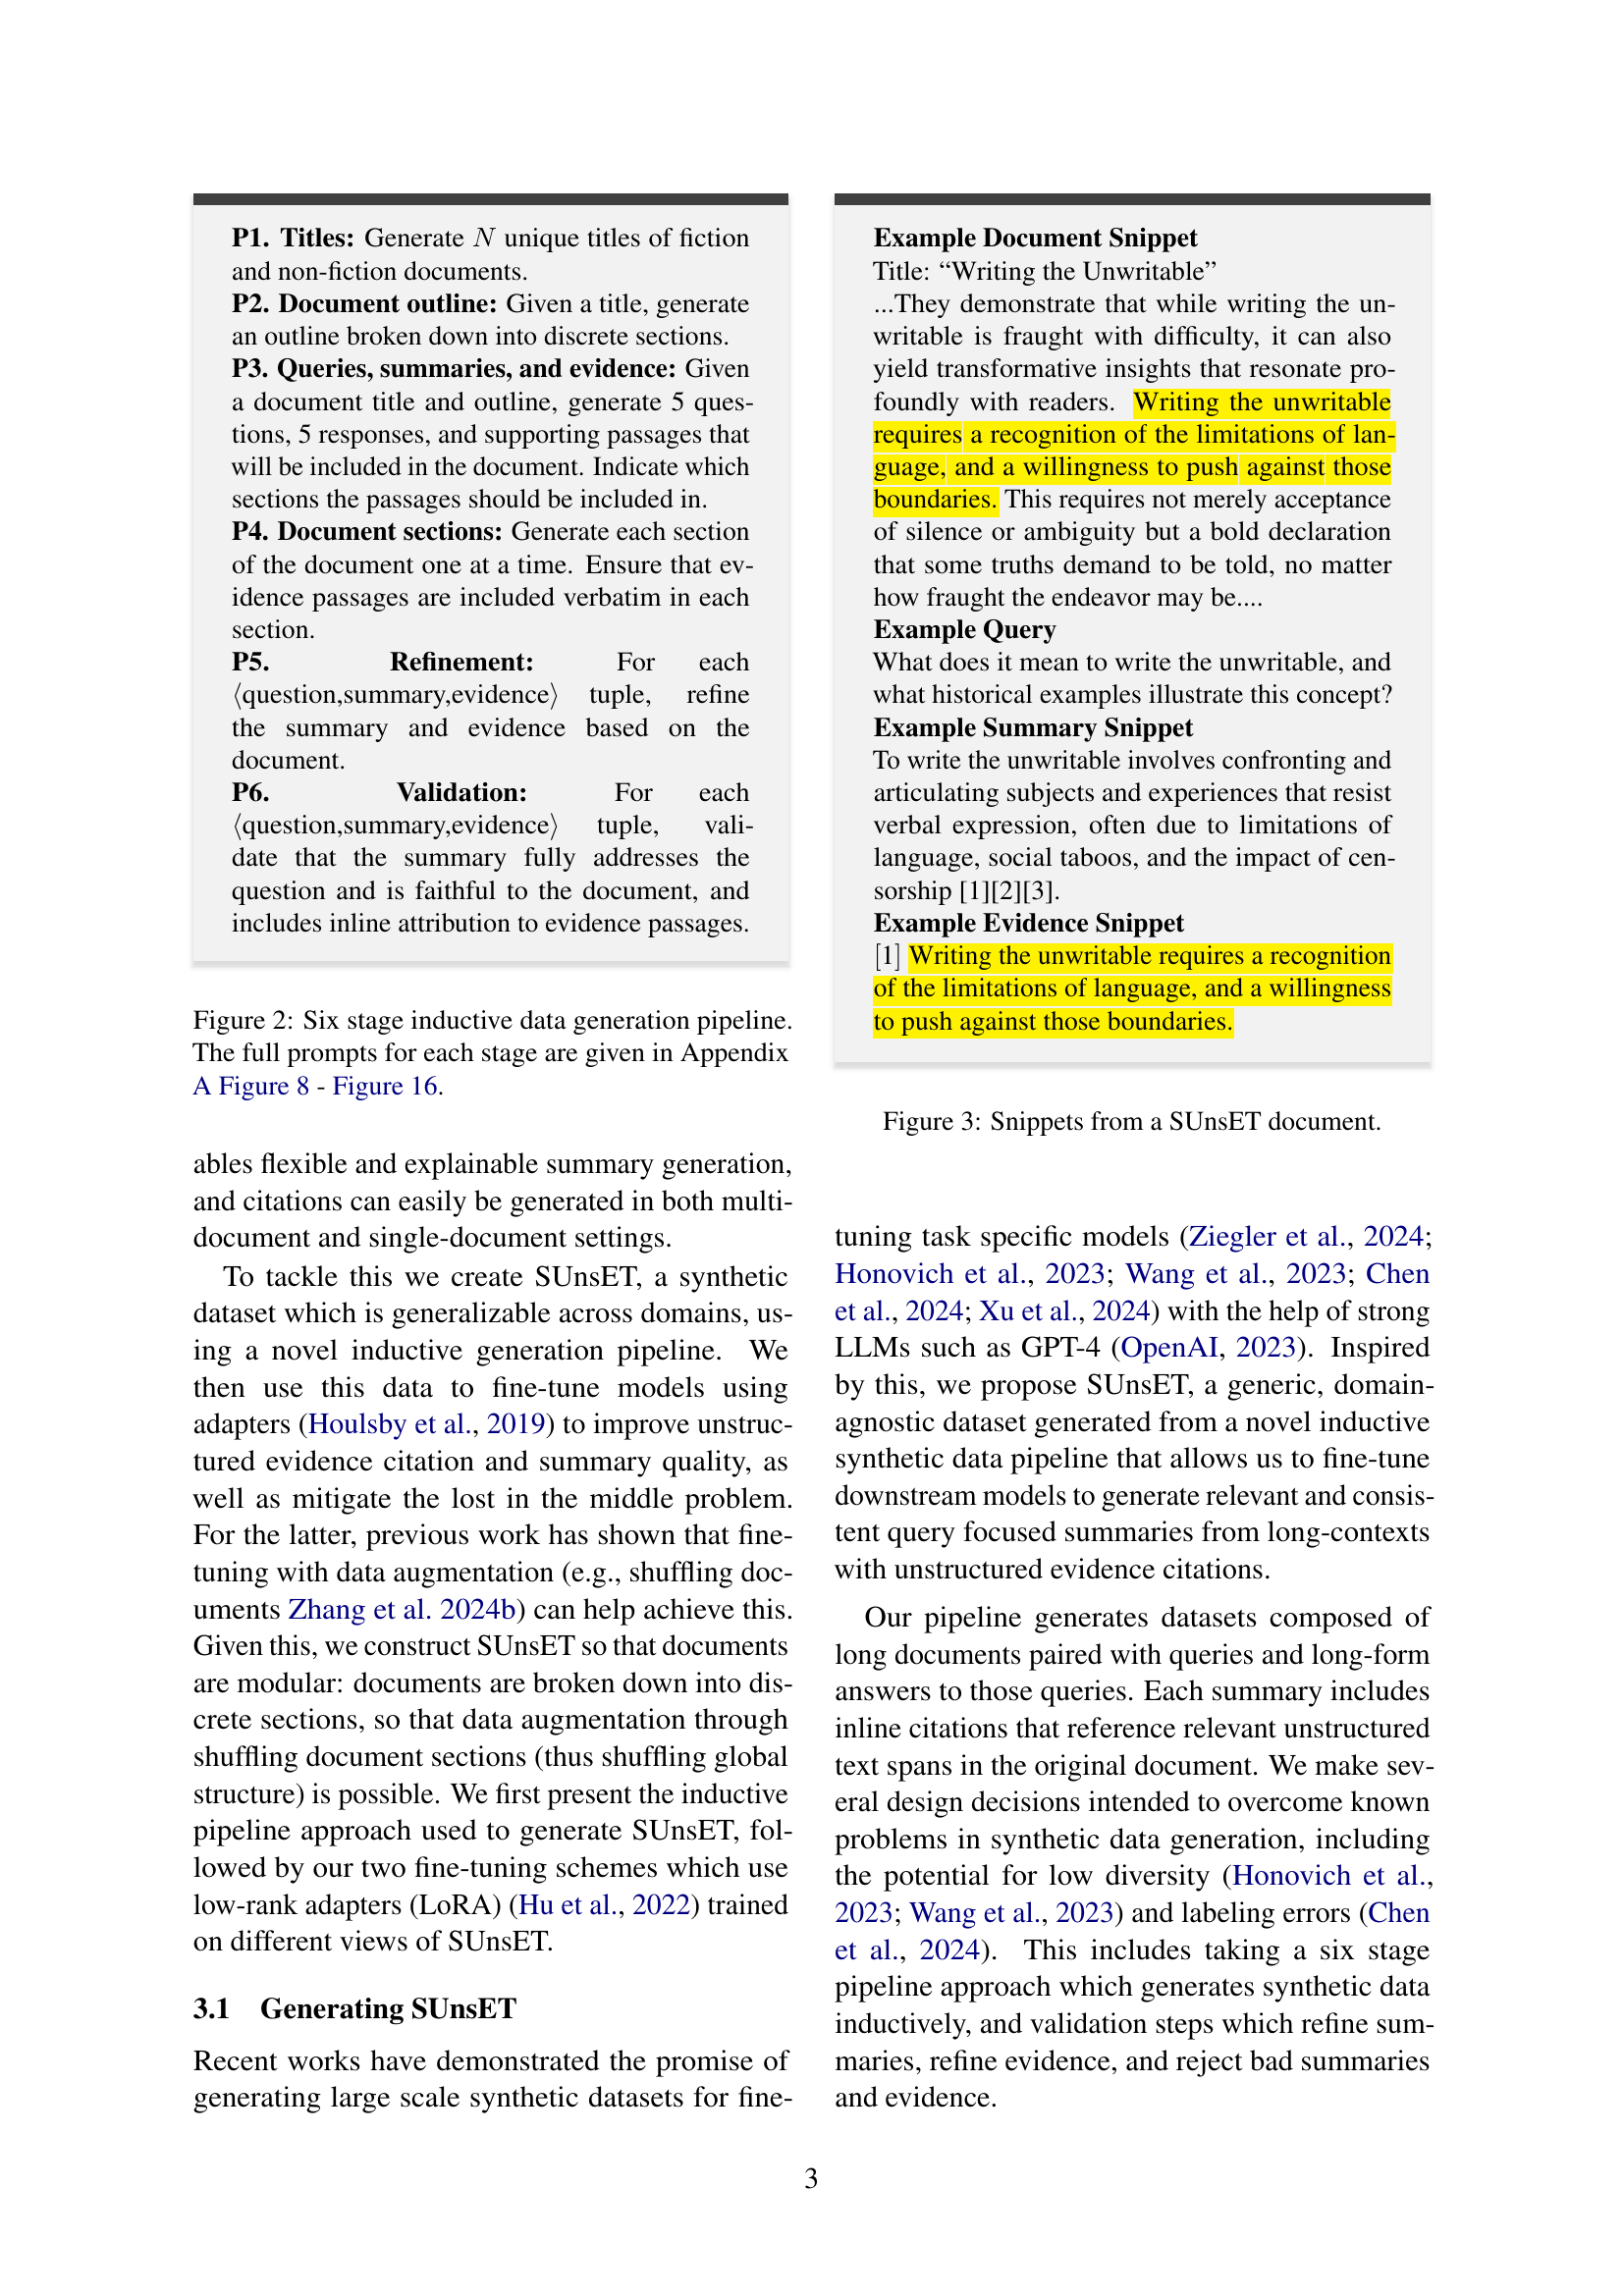 P1. Titles: Generate N unique titles of fiction
and non-fiction documents.
P2. Document outline: Given a title, generate
an outline broken down into discrete sections.
P3. Queries, summaries, and evidence: Given
a document title and outline, generate 5 ques-
tions, 5 responses, and supporting passages that
will be included in the document. Indicate which
sections the passages should be included in.
P4. Document sections: Generate each section
of the document one at a time. Ensure that ev-
idence passages are included verbatim in each
section.
P5. Refinement: For each
⟨question,summary,evidence⟩ tuple, refine
the summary and evidence based on the
document.
P6. Validation: For each
⟨question,summary,evidence⟩ tuple, vali-
date that the summary fully addresses the
question and is faithful to the document, and
includes inline attribution to evidence passages.
Figure 2: Six stage inductive data generation pipeline.
The full prompts for each stage are given in Appendix
A Figure 8 - Figure 16.
ables flexible and explainable summary generation,
and citations can easily be generated in both multi-
document and single-document settings.
To tackle this we create SUnsET, a synthetic
dataset which is generalizable across domains, us-
ing a novel inductive generation pipeline. We
then use this data to fine-tune models using
adapters (Houlsby et al., 2019) to improve unstruc-
tured evidence citation and summary quality, as
well as mitigate the lost in the middle problem.
For the latter, previous work has shown that fine-
tuning with data augmentation (e.g., shuffling doc-
uments Zhang et al. 2024b) can help achieve this.
Given this, we construct SUnsET so that documents
are modular: documents are broken down into dis-
crete sections, so that data augmentation through
shuffling document sections (thus shuffling global
structure) is possible. We first present the inductive
pipeline approach used to generate SUnsET, fol-
lowed by our two fine-tuning schemes which use
low-rank adapters (LoRA) (Hu et al., 2022) trained
on different views of SUnsET.
3.1 Generating SUnsET
Recent works have demonstrated the promise of
generating large scale synthetic datasets for fine-
Example Document Snippet
Title: “Writing the Unwritable”
...They demonstrate that while writing the un-
writable is fraught with difficulty, it can also
yield transformative insights that resonate pro-
foundly with readers. Writing the unwritable
requires a recognition of the limitations of lan-
guage, and a willingness to push against those
boundaries. This requires not merely acceptance
of silence or ambiguity but a bold declaration
that some truths demand to be told, no matter
how fraught the endeavor may be....
Example Query
What does it mean to write the unwritable, and
what historical examples illustrate this concept?
Example Summary Snippet
To write the unwritable involves confronting and
articulating subjects and experiences that resist
verbal expression, often due to limitations of
language, social taboos, and the impact of cen-
sorship [1][2][3].
Example Evidence Snippet
[1] Writing the unwritable requires a recognition
of the limitations of language, and a willingness
to push against those boundaries.
Figure 3: Snippets from a SUnsET document.
tuning task specific models (Ziegler et al., 2024;
Honovich et al., 2023; Wang et al., 2023; Chen
et al., 2024; Xu et al., 2024) with the help of strong
LLMs such as GPT-4 (OpenAI, 2023). Inspired
by this, we propose SUnsET, a generic, domain-
agnostic dataset generated from a novel inductive
synthetic data pipeline that allows us to fine-tune
downstream models to generate relevant and consis-
tent query focused summaries from long-contexts
with unstructured evidence citations.
Our pipeline generates datasets composed of
long documents paired with queries and long-form
answers to those queries. Each summary includes
inline citations that reference relevant unstructured
text spans in the original document. We make sev-
eral design decisions intended to overcome known
problems in synthetic data generation, including
the potential for low diversity (Honovich et al.,
2023; Wang et al., 2023) and labeling errors (Chen
et al., 2024). This includes taking a six stage
pipeline approach which generates synthetic data
inductively, and validation steps which refine sum-
maries, refine evidence, and reject bad summaries
and evidence.
3